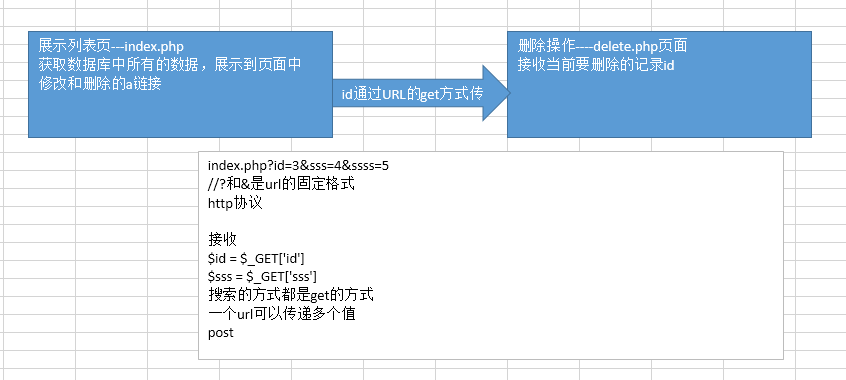 展示列表页---index.php
获取数据库中所有的数据，展示到页面中
修改和删除的a链接
id通过URL的get方式传
删除操作----delete.php页面
接收当前要删除的记录id
index.php?id=3&sss=4&ssss=5
//?和&是url的固定格式
http协议
接收
$id = $_GET['id']
$sss = $_GET['sss']
搜索的方式都是get的方式
一个url可以传递多个值
post